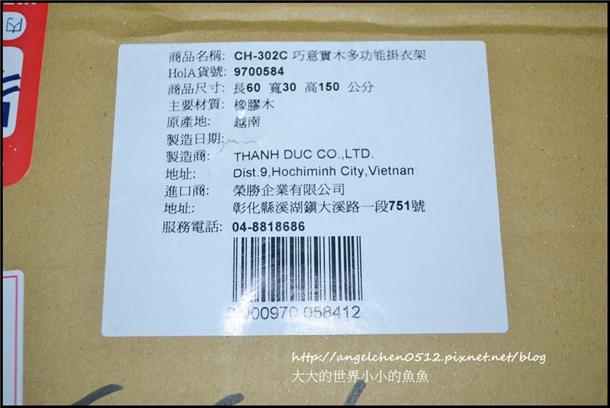 商品名稱: CH-302C 巧意實木多功能掛衣架
HolA貨號: 9700584
商品尺寸: 長60 寬30 高150 公分
主要材質: 橡膠木
原產地: 越南
製造日期:
製造商: THANH DUC CO.,LTD.
地址: Dist.9,Hochiminh City,Vietnam
進口商: 榮勝企業有限公司
地址: 彰化縣溪湖鎮大溪路一段751號
服務電話: 04-8818686
000970 058412
http://angelchen0512.pixnet.net/blog
大大的世界小小的魚魚
內